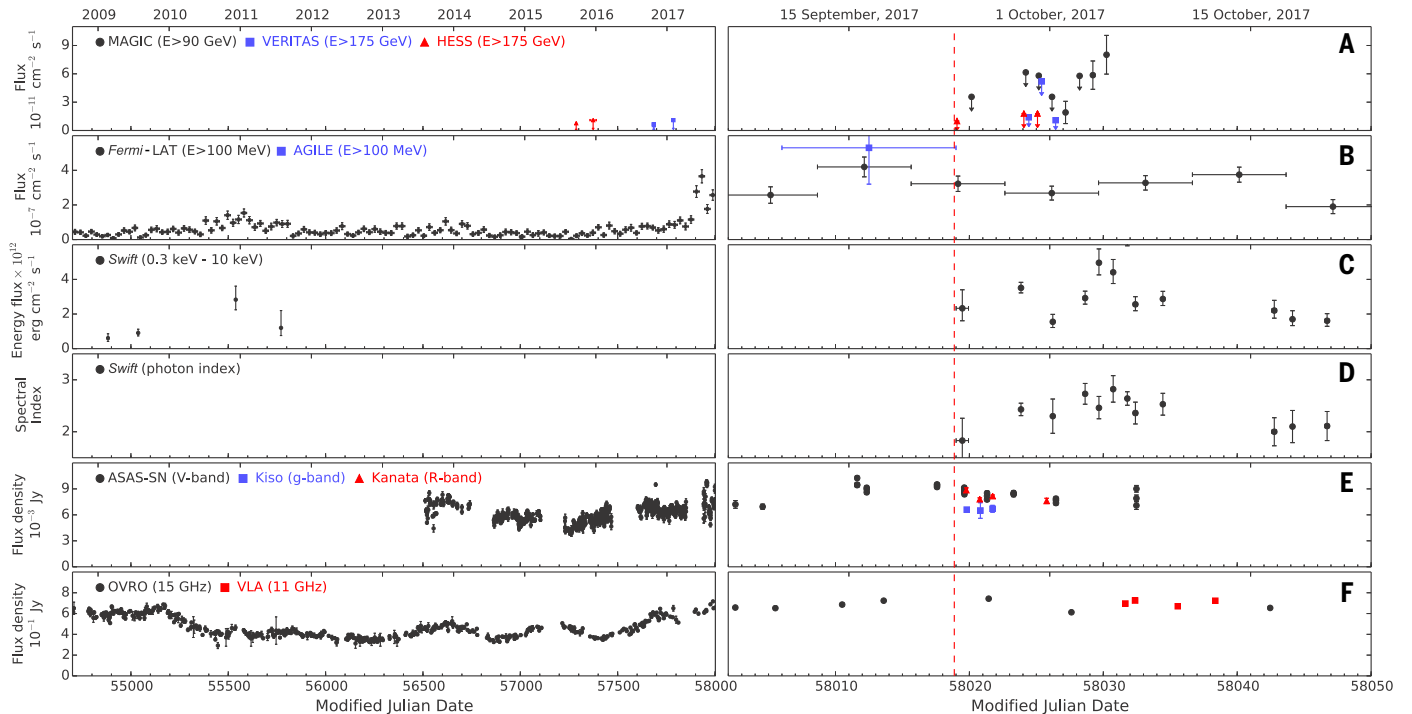 2009 2010 2011 2012 2013 2014 2015 2016 2017
15 September, 2017 1 October, 2017 15 October, 2017
MAGIC (E>90 GeV) VERITAS (E>175 GeV) HESS (E>175 GeV)
A
Flux
10⁻¹¹ cm⁻² s⁻¹
9
6
3
0
Fermi-LAT (E>100 MeV) AGILE (E>100 MeV)
B
Flux
10⁻⁷ cm⁻² s⁻¹
4
2
0
Swift (0.3 keV - 10 keV)
C
Energy flux × 10¹²
erg cm⁻² s⁻¹
4
2
0
Swift (photon index)
D
Spectral
Index
3
2
ASAS-SN (V-band) Kiso (g-band) Kanata (R-band)
E
Flux density
10⁻³ Jy
9
6
3
0
OVRO (15 GHz) VLA (11 GHz)
F
Flux density
10⁻¹ Jy
8
6
4
2
0
55000 55500 56000 56500 57000 57500 58000
58010 58020 58030 58040 58050
Modified Julian Date Modified Julian Date